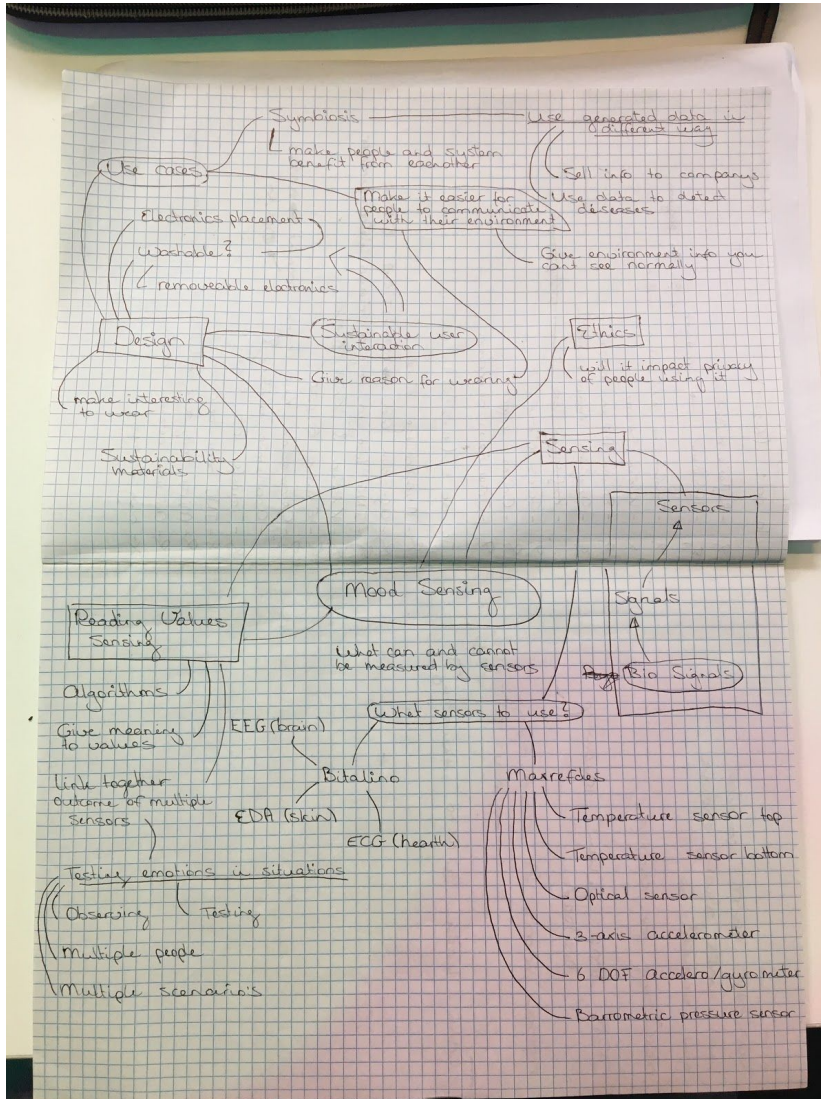 Symbiosis
make people and system
benefit from eachother
Use generated data in
different way
Sell info to companys
Use data to detect
deseases
Use cases
Make it easier for
people to communicate
with their environment
Give environment info you
cant see normally
Electronics placement
Washable?
removeable electronics
Design
Sustainable user
interaction
Give reason for wearing
make interesting
to wear
Sustainability
materials
Ethics
will it impact privacy
of people using it
Sensing
Sensors
Signals
Bio Signals
Mood Sensing
Reading Values
Sensing
Algorithms
Give meaning
to values
link together
outcome of multiple
sensors
Testing emotions in situations
Observing
Testing
Multiple people
Multiple scenario's
What can and cannot
be measured by sensors
What sensors to use?
EEG (brain)
Bitalino
EDA (skin)
ECG (hearth)
Maxrefdes
Temperature sensor top
Temperature sensor bottom
Optical sensor
3-axis accelerometer
6 DOF accelero/gyrometer
Barrometric pressure sensor